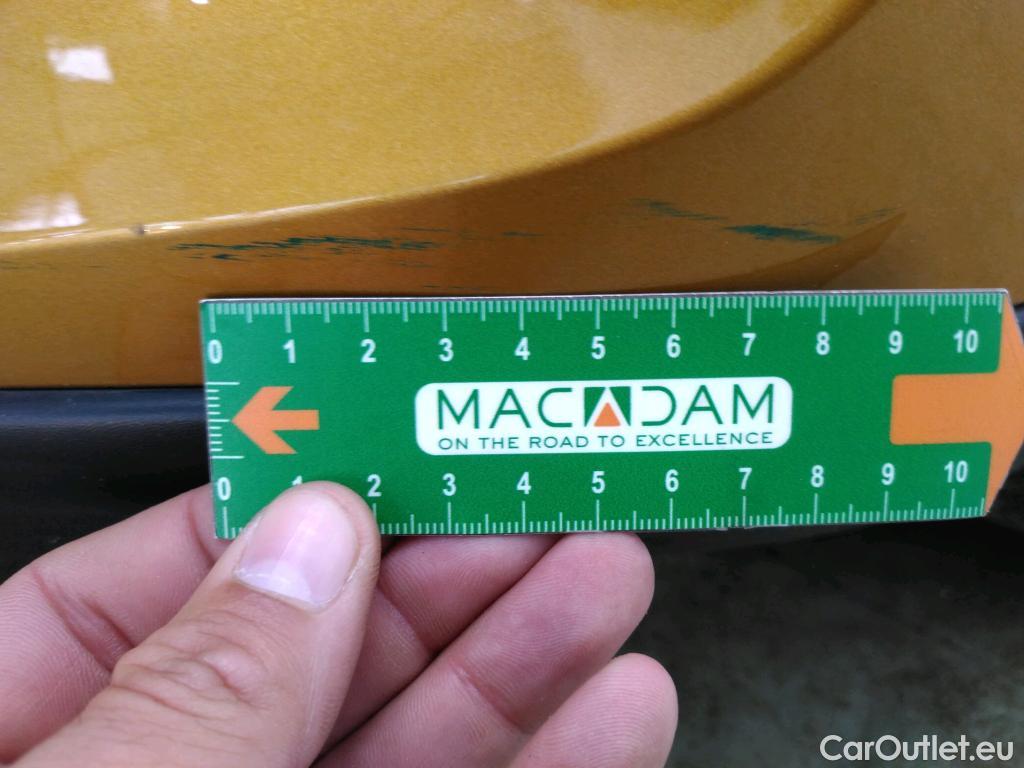 0 1 2 3 4 5 6 7 8 9 10
MACADAM
ON THE ROAD TO EXCELLENCE
0 1 2 3 4 5 6 7 8 9 10
CarOutlet.eu